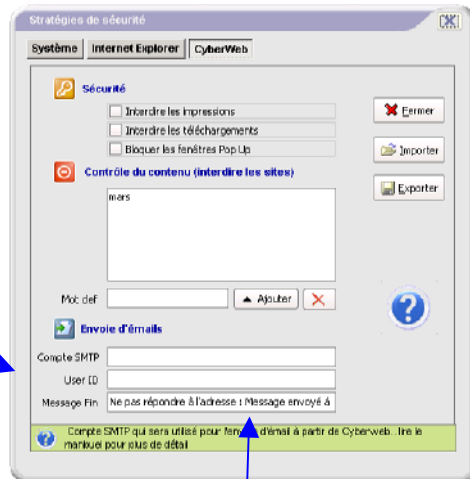 Stratégies de sécurité
Système Internet Explorer CyberWeb
Sécurité
Interdire les impressions
Interdire les téléchargements
Bloquer les fenêtres Pop Up
Fermer
Importer
Exporter
Contrôle du contenu (interdire les sites)
mars
Mot clef
Ajouter
Envoie d'émails
Compte SMTP
User ID
Message Fin Ne pas répondre à l'adresse : Message envoyé à
Compte SMTP qui sera utilisé pour l'envoi d'émail à partir de Cyberweb...lire le
manuel pour plus de détail